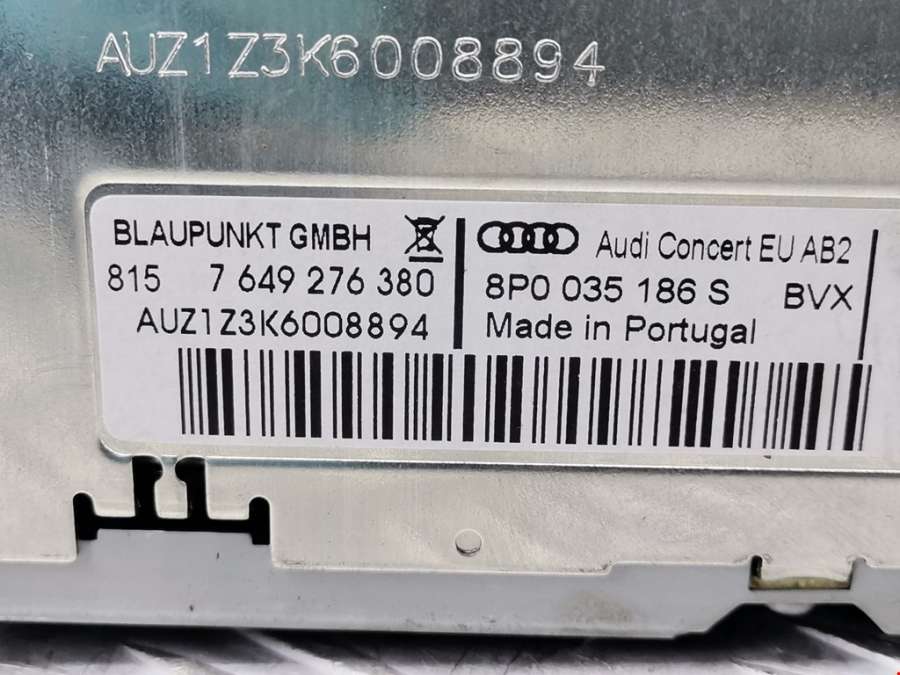 AUZ1Z3K6008894
BLAUPUNKT GMBH
815 7 649 276 380
AUZ1Z3K6008894
Audi Concert EU AB2
8P0 035 186 S BVX
Made in Portugal